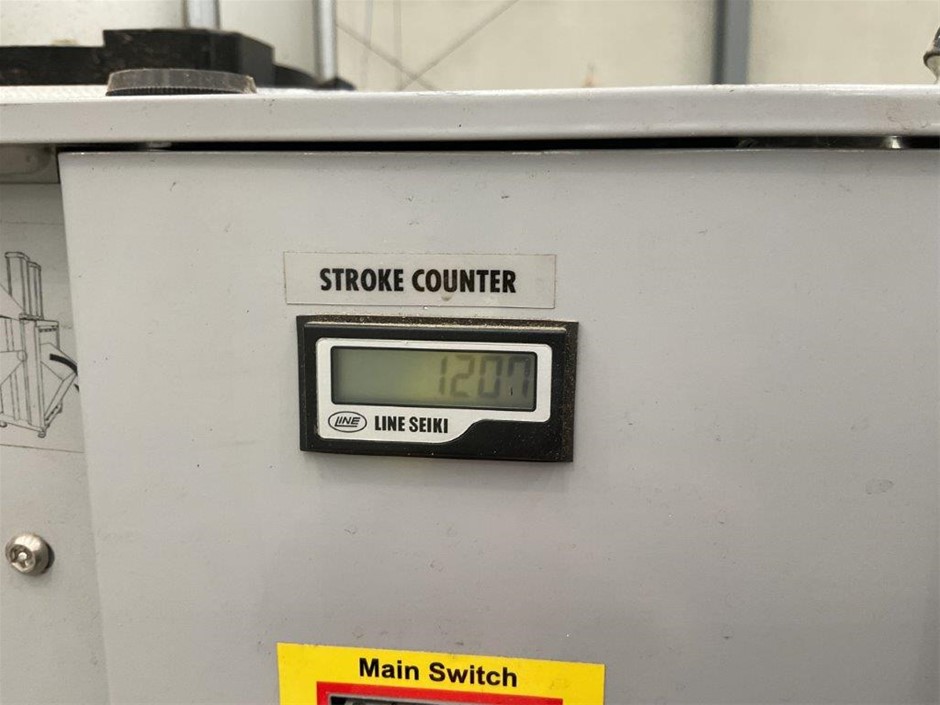 STROKE COUNTER
1207
LINE
LINE SEIKI
Main Switch